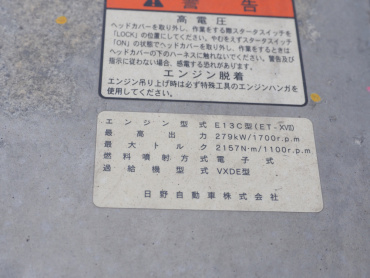 警告
高電圧
ヘッドカバーを取り外し、作業をする際スタータスイッチを
「LOCK」の位置にしてください。やむをえずスタータスイッチ
「ON」の状態でヘッドカバーを取り外し、作業をするときは
ヘッドカバーの下のハーネスに触れないでください。警告及び
指示に従わない場合、感電する恐れがあります。
エンジン脱着
エンジン吊り上げ時は必ず特殊工具のエンジンハンガを
使用してください。
エンジン型式 E13C型(ET-XVII)
最高出力 279kW/1700r.p.m
最大トルク 2157N·m/1100r.p.m
燃料噴射方式 電子式
過給機型式 VXDE型
日野自動車株式会社